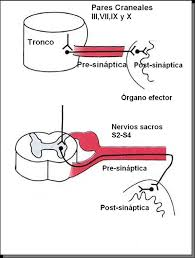 Pares Craneales
III,VII,IX y X
Tronco
Pre-sináptica
Post-sináptica
Órgano efector
Nervios sacros
S2-S4
Pre-sináptica
Post-sináptica